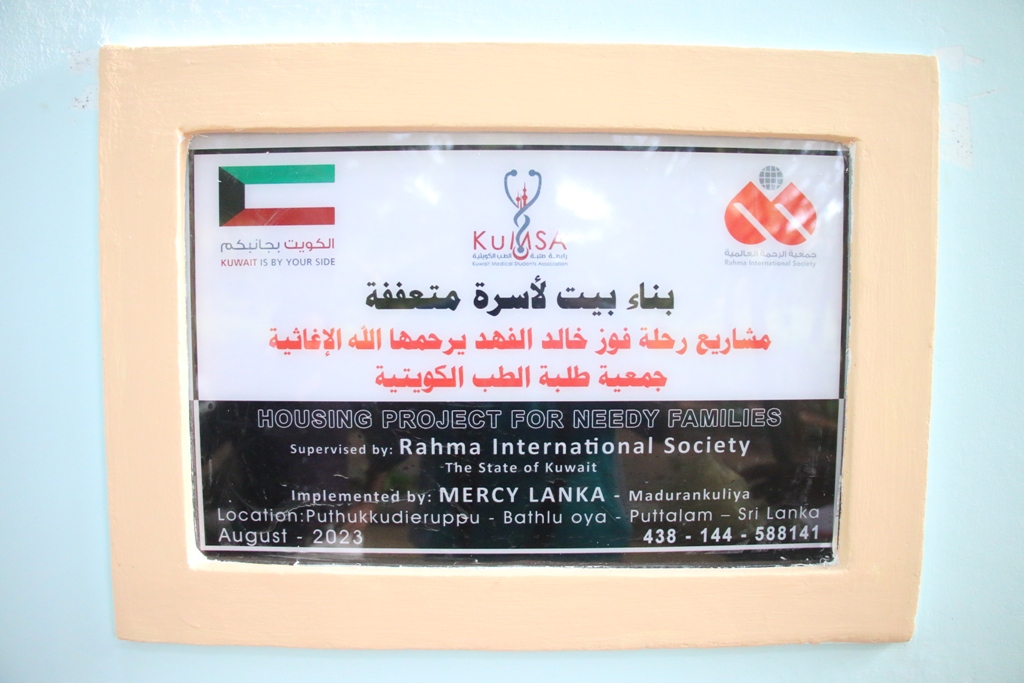 الكويت بجانبكم
KUWAIT IS BY YOUR SIDE
KuMSA
رابطة طلبة الطب الكويتية
Kuwait Medical Students Association
جمعية الرحمة العالمية
Rahma International Society
بناء بيت لأسرة متعففة
مشاريع رحلة فوز خالد الفهد يرحمها الله الإغاثية
جمعية طلبة الطب الكويتية
HOUSING PROJECT FOR NEEDY FAMILIES
Supervised by: Rahma International Society
The State of Kuwait
Implemented by: MERCY LANKA - Madurankuliya
Location:Puthukkudieruppu - Bathlu oya - Puttalam – Sri Lanka
August - 2023
438 - 144 - 588141